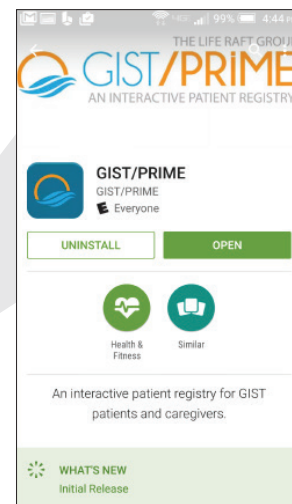 4G 99% 4:44
THE LIFE RAFT GROUP
GIST/PRiME
AN INTERACTIVE PATIENT REGISTRY
GIST/PRIME
GIST/PRIME
E Everyone
UNINSTALL
OPEN
Health & Fitness
Similar
An interactive patient registry for GIST
patients and caregivers.
WHAT'S NEW
Initial Release